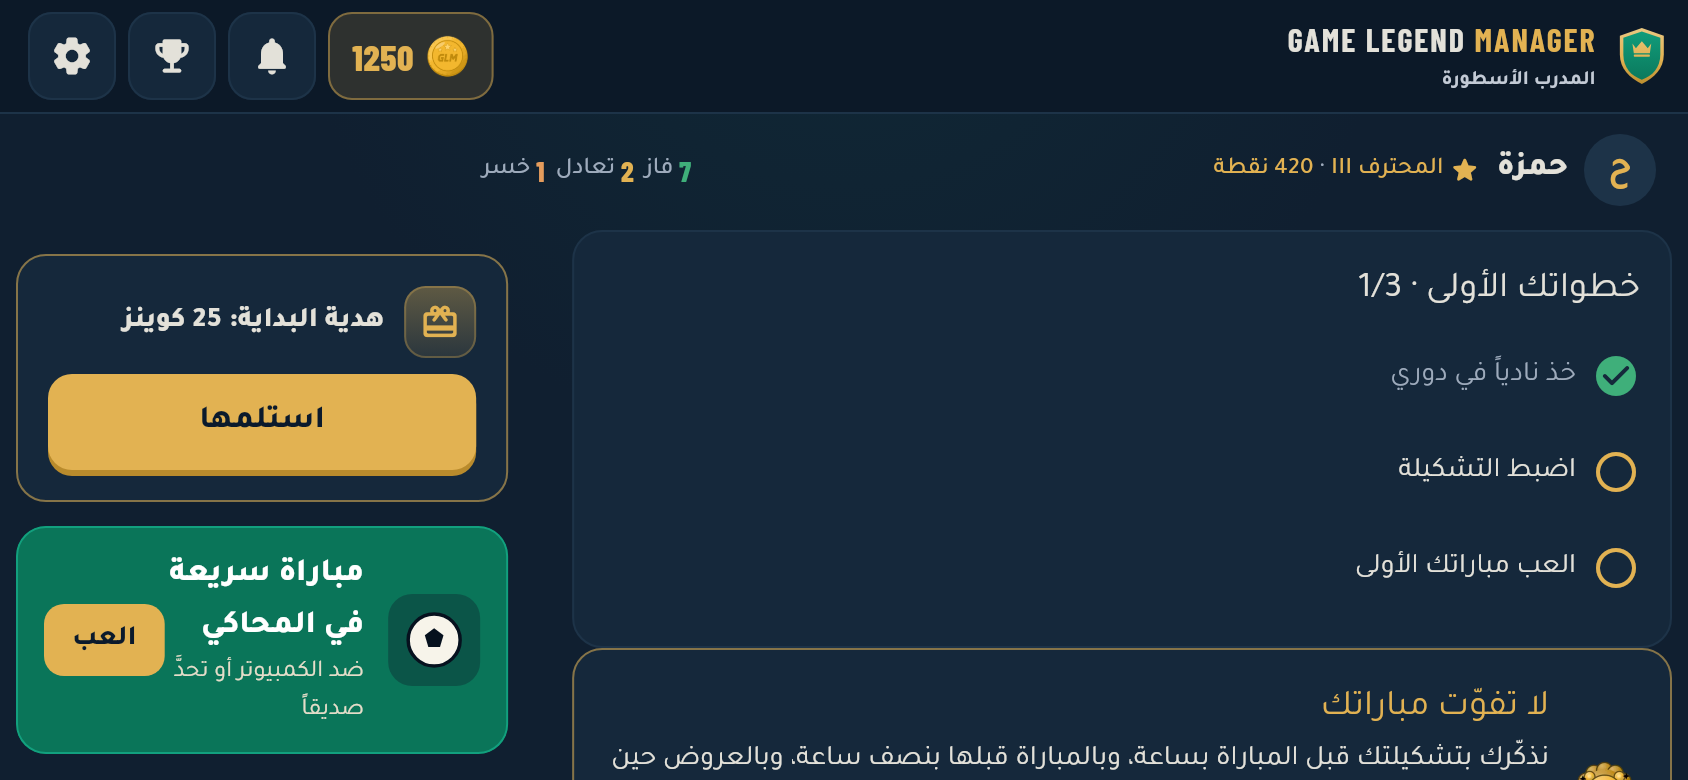 GAME LEGEND MANAGER
المدرب الأسطورة
GLM 1250
ح
حمزة
المحترف III · 420 نقطة
7 فاز 2 تعادل 1 خسر
خطواتك الأولى · 1/3
خذ نادياً في دوري
اضبط التشكيلة
العب مباراتك الأولى
لا تفوّت مباراتك
نذكّرك بتشكيلتك قبل المباراة بساعة، وبالمباراة قبلها بنصف ساعة، وبالعروض حين
هدية البداية: 25 كوينز
استلمها
مباراة سريعة
في المحاكي
ضد الكمبيوتر أو تحدَّ
صديقاً
العب